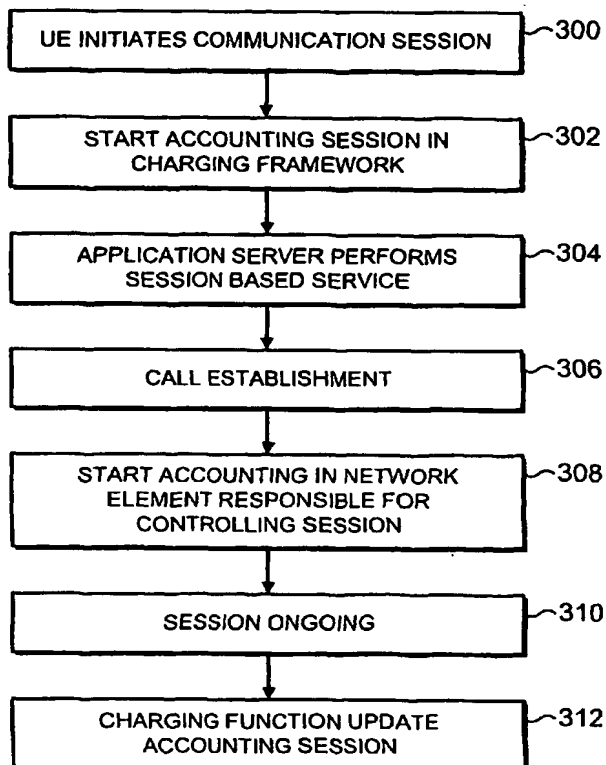 UE INITIATES COMMUNICATION SESSION
300
START ACCOUNTING SESSION IN
CHARGING FRAMEWORK
302
APPLICATION SERVER PERFORMS
SESSION BASED SERVICE
304
CALL ESTABLISHMENT
306
START ACCOUNTING IN NETWORK
ELEMENT RESPONSIBLE FOR
CONTROLLING SESSION
308
SESSION ONGOING
310
CHARGING FUNCTION UPDATE
ACCOUNTING SESSION
312